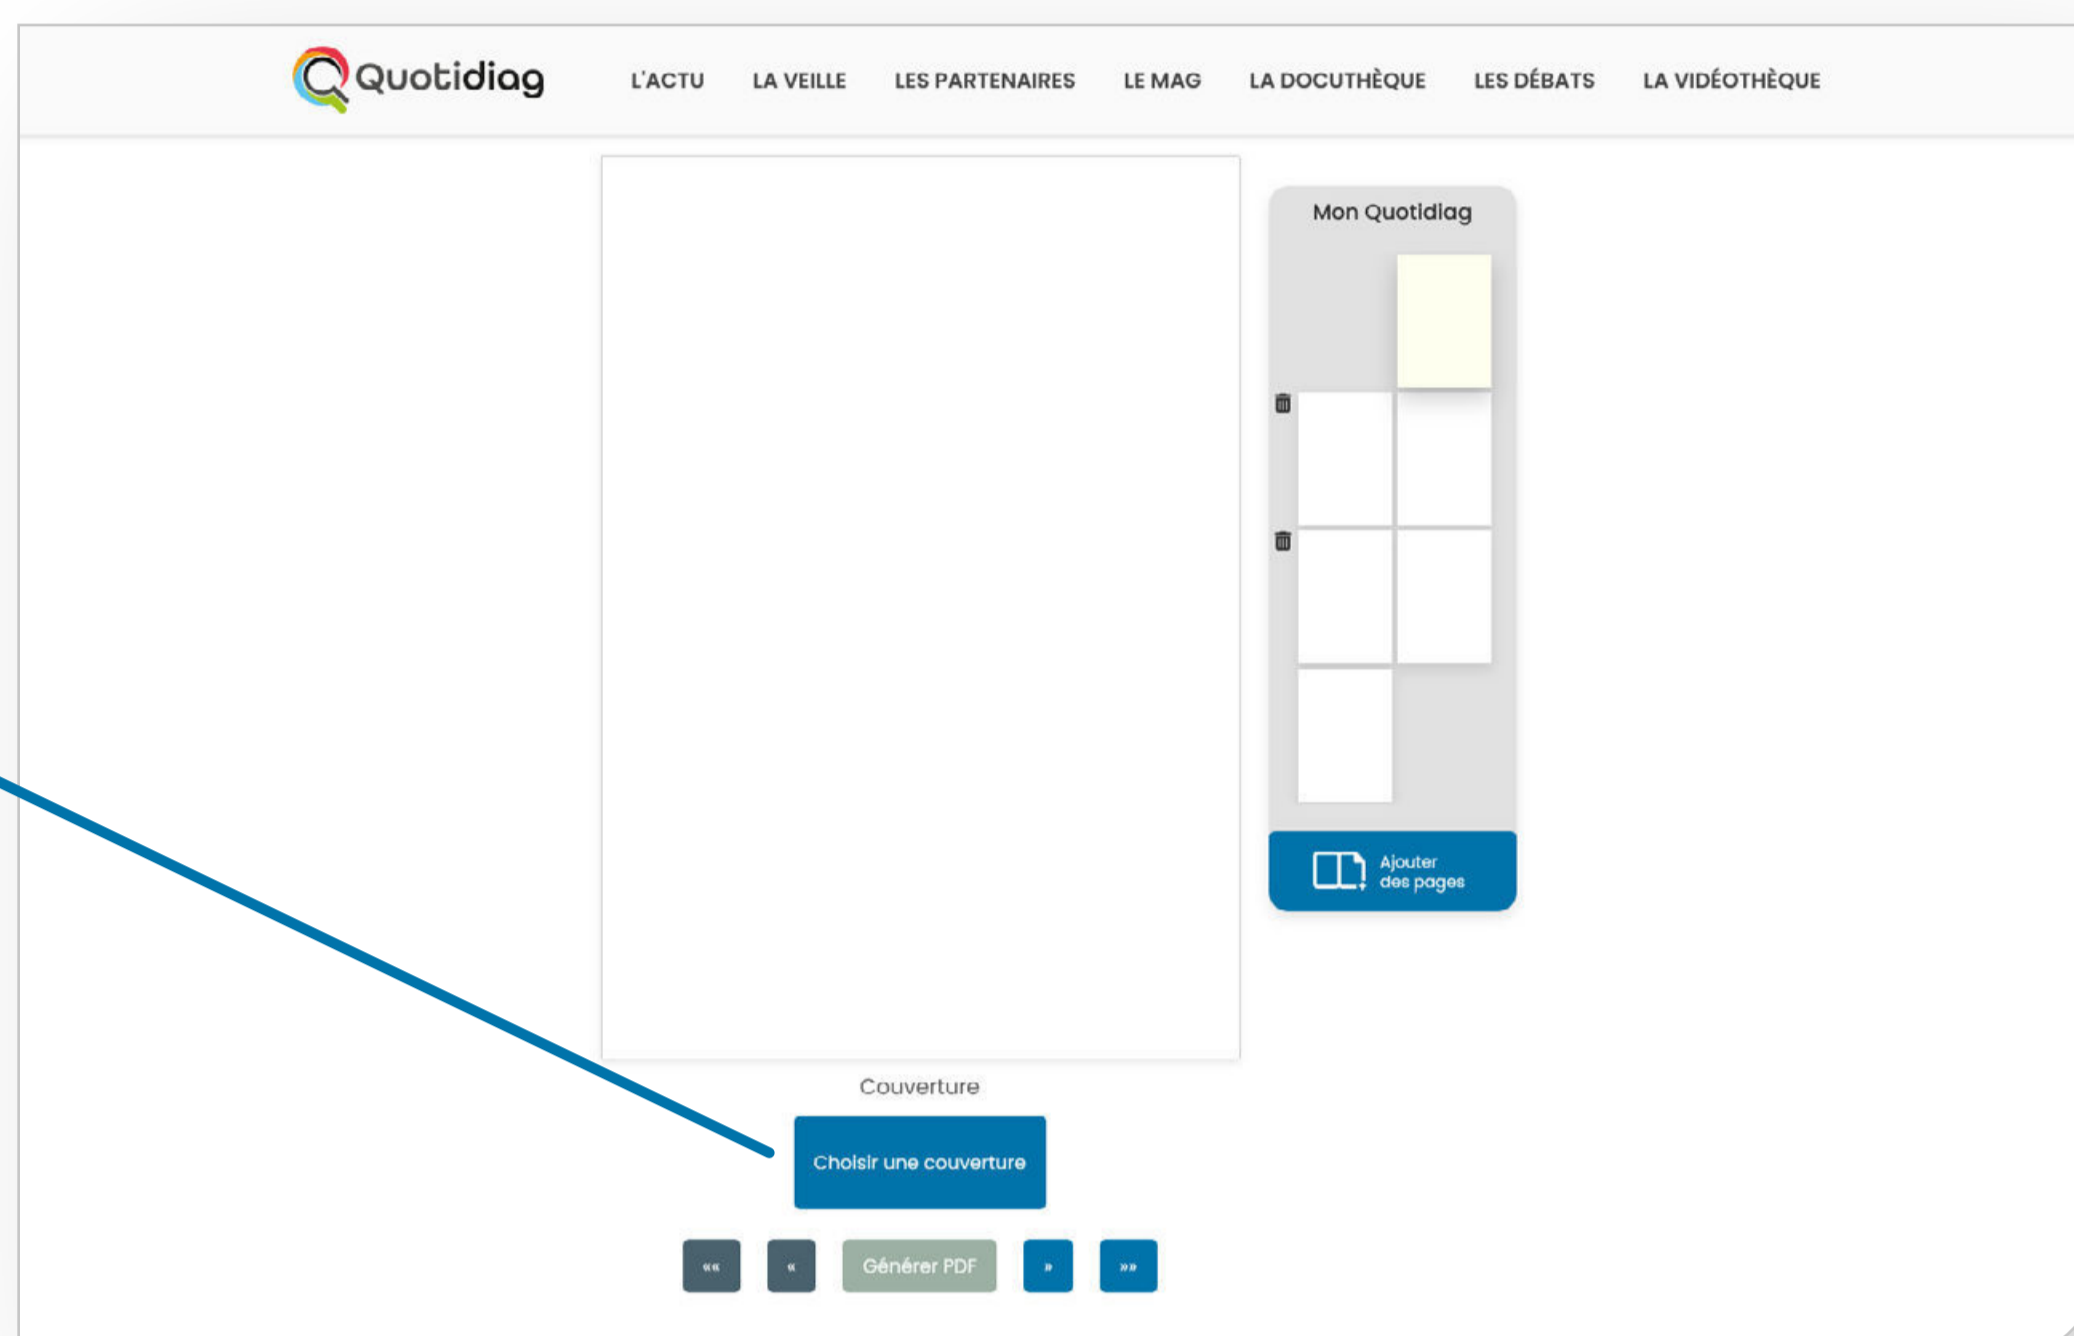 Quotidiag
L'ACTU LA VEILLE LES PARTENAIRES LE MAG LA DOCUTHÈQUE LES DÉBATS LA VIDÉOTHÈQUE
Mon Quotidiag
Ajouter
des pages
Couverture
Choisir une couverture
«« « Générer PDF » »»